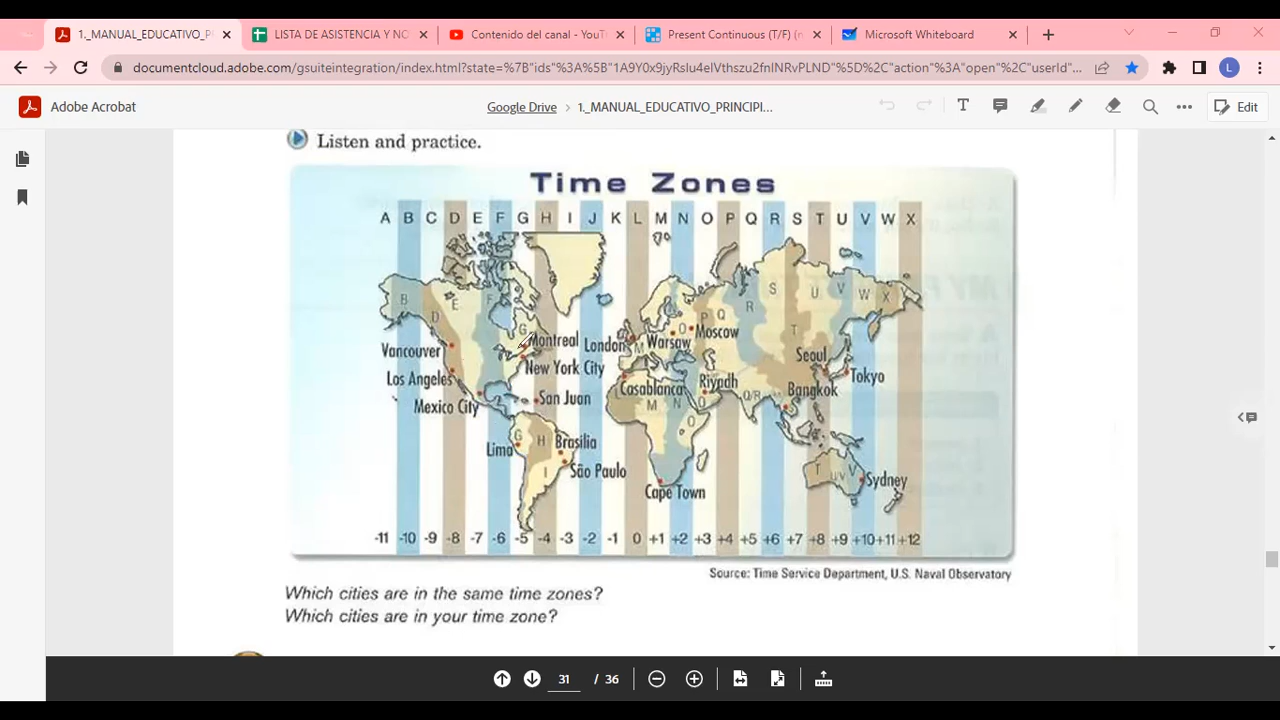 1._MANUAL_EDUCATIVO_P
LISTA DE ASISTENCIA Y NO
Contenido del canal - YouT
Present Continuous (T/F) (n
Microsoft Whiteboard
documentcloud.adobe.com/gsuiteintegration/index.html?state=%7B"ids"%3A%5B"1A9Y0x9jyRsIu4eIVthszu2fnINRvPLND"%5D%2C"action"%3A"open"%2C"userId"...
L
Adobe Acrobat
Google Drive
1._MANUAL_EDUCATIVO_PRINCIPI...
Edit
Listen and practice.
Time Zones
A B C D E F G H I J K L M N O P Q R S T U V W X
B D E F G
M O P Q R S T U V W X
Montreal London Warsaw Moscow
Vancouver New York City Seoul
Los Angeles Casablanca Riyadh Bangkok Tokyo
Mexico City San Juan
L M N O Q/R
Lima G H Brasilia
I São Paulo T U/V V Sydney
Cape Town
-11 -10 -9 -8 -7 -6 -5 -4 -3 -2 -1 0 +1 +2 +3 +4 +5 +6 +7 +8 +9 +10 +11 +12
Source: Time Service Department, U.S. Naval Observatory
Which cities are in the same time zones?
Which cities are in your time zone?
31 / 36